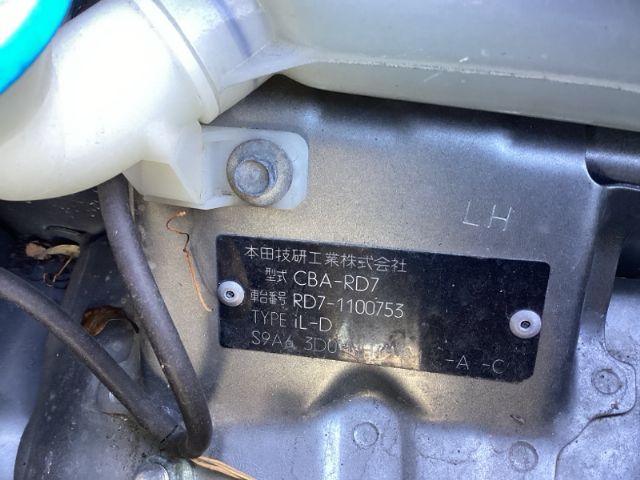 LH
本田技研工業株式会社
型式 CBA-RD7
車台番号 RD7-1100753
TYPE iL-D
S9A6 -A -C